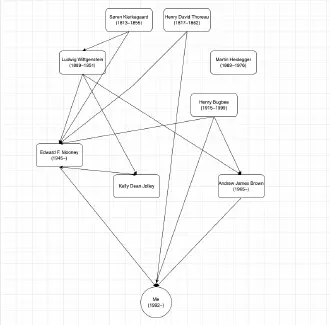 Søren Kierkegaard
(1813–1855)
Henry David Thoreau
(1817–1862)
Ludwig Wittgenstein
(1889–1951)
Martin Heidegger
(1889–1976)
Henry Bugbee
(1915–1999)
Edward F. Mooney
(1945–)
Kelly Dean Jolley
Andrew James Brown
(1965–)
Me
(1992–)